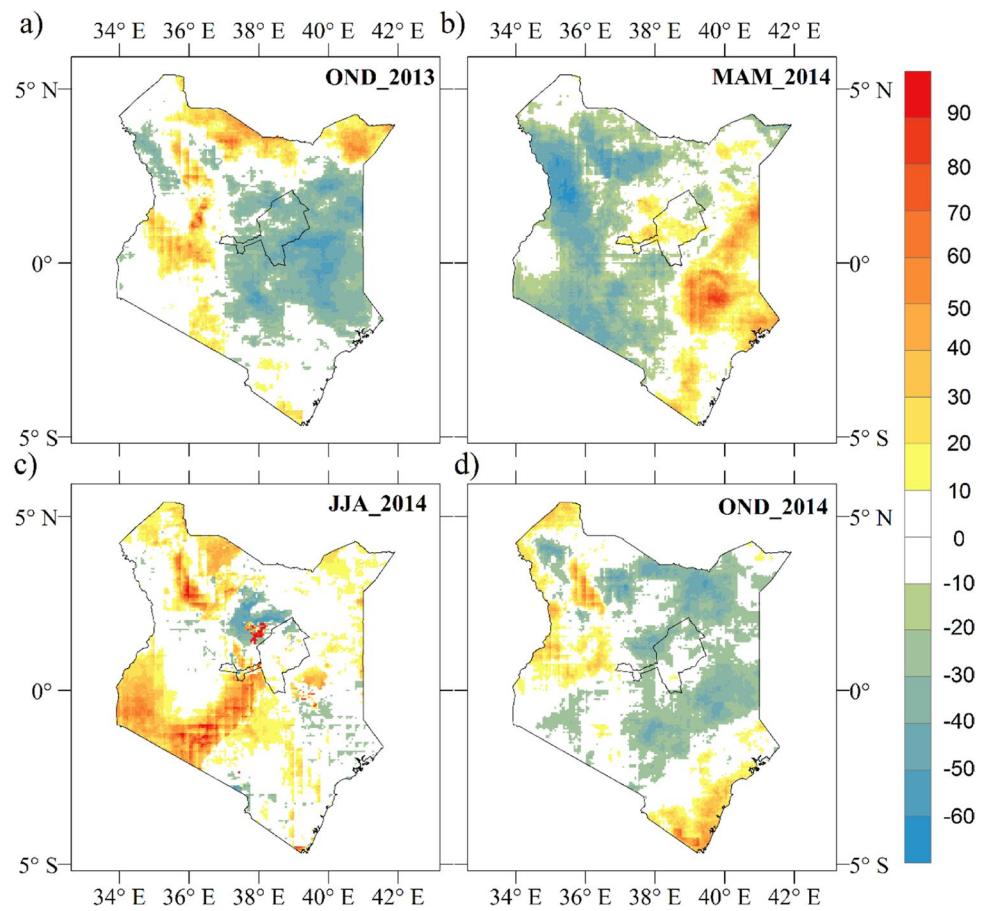 a)
34° E 36° E 38° E 40° E 42° E
b)
34° E 36° E 38° E 40° E 42° E
OND_2013
MAM_2014
5° N
0°
5° S
5° N
0°
5° S
c)
d)
JJA_2014
OND_2014
5° N
0°
5° S
5° N
0°
5° S
34° E 36° E 38° E 40° E 42° E
34° E 36° E 38° E 40° E 42° E
90
80
70
60
50
40
30
20
10
0
-10
-20
-30
-40
-50
-60